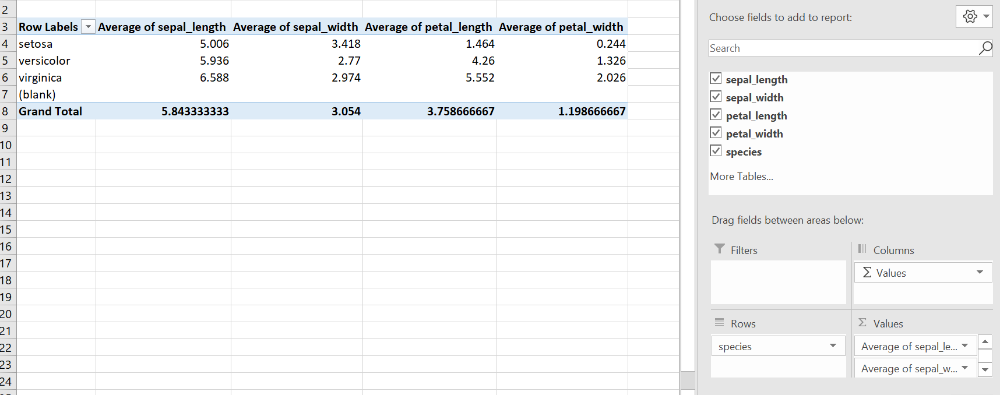 2
3 Row Labels Average of sepal_length Average of sepal_width Average of petal_length Average of petal_width
4 setosa 5.006 3.418 1.464 0.244
5 versicolor 5.936 2.77 4.26 1.326
6 virginica 6.588 2.974 5.552 2.026
7 (blank)
8 Grand Total 5.843333333 3.054 3.758666667 1.198666667
9
10
11
12
13
14
15
16
17
18
19
20
21
22
23
24
Choose fields to add to report:
Search
sepal_length
sepal_width
petal_length
petal_width
species
More Tables...
Drag fields between areas below:
Filters
Columns
Σ Values
Rows
species
Σ Values
Average of sepal_le...
Average of sepal_w...